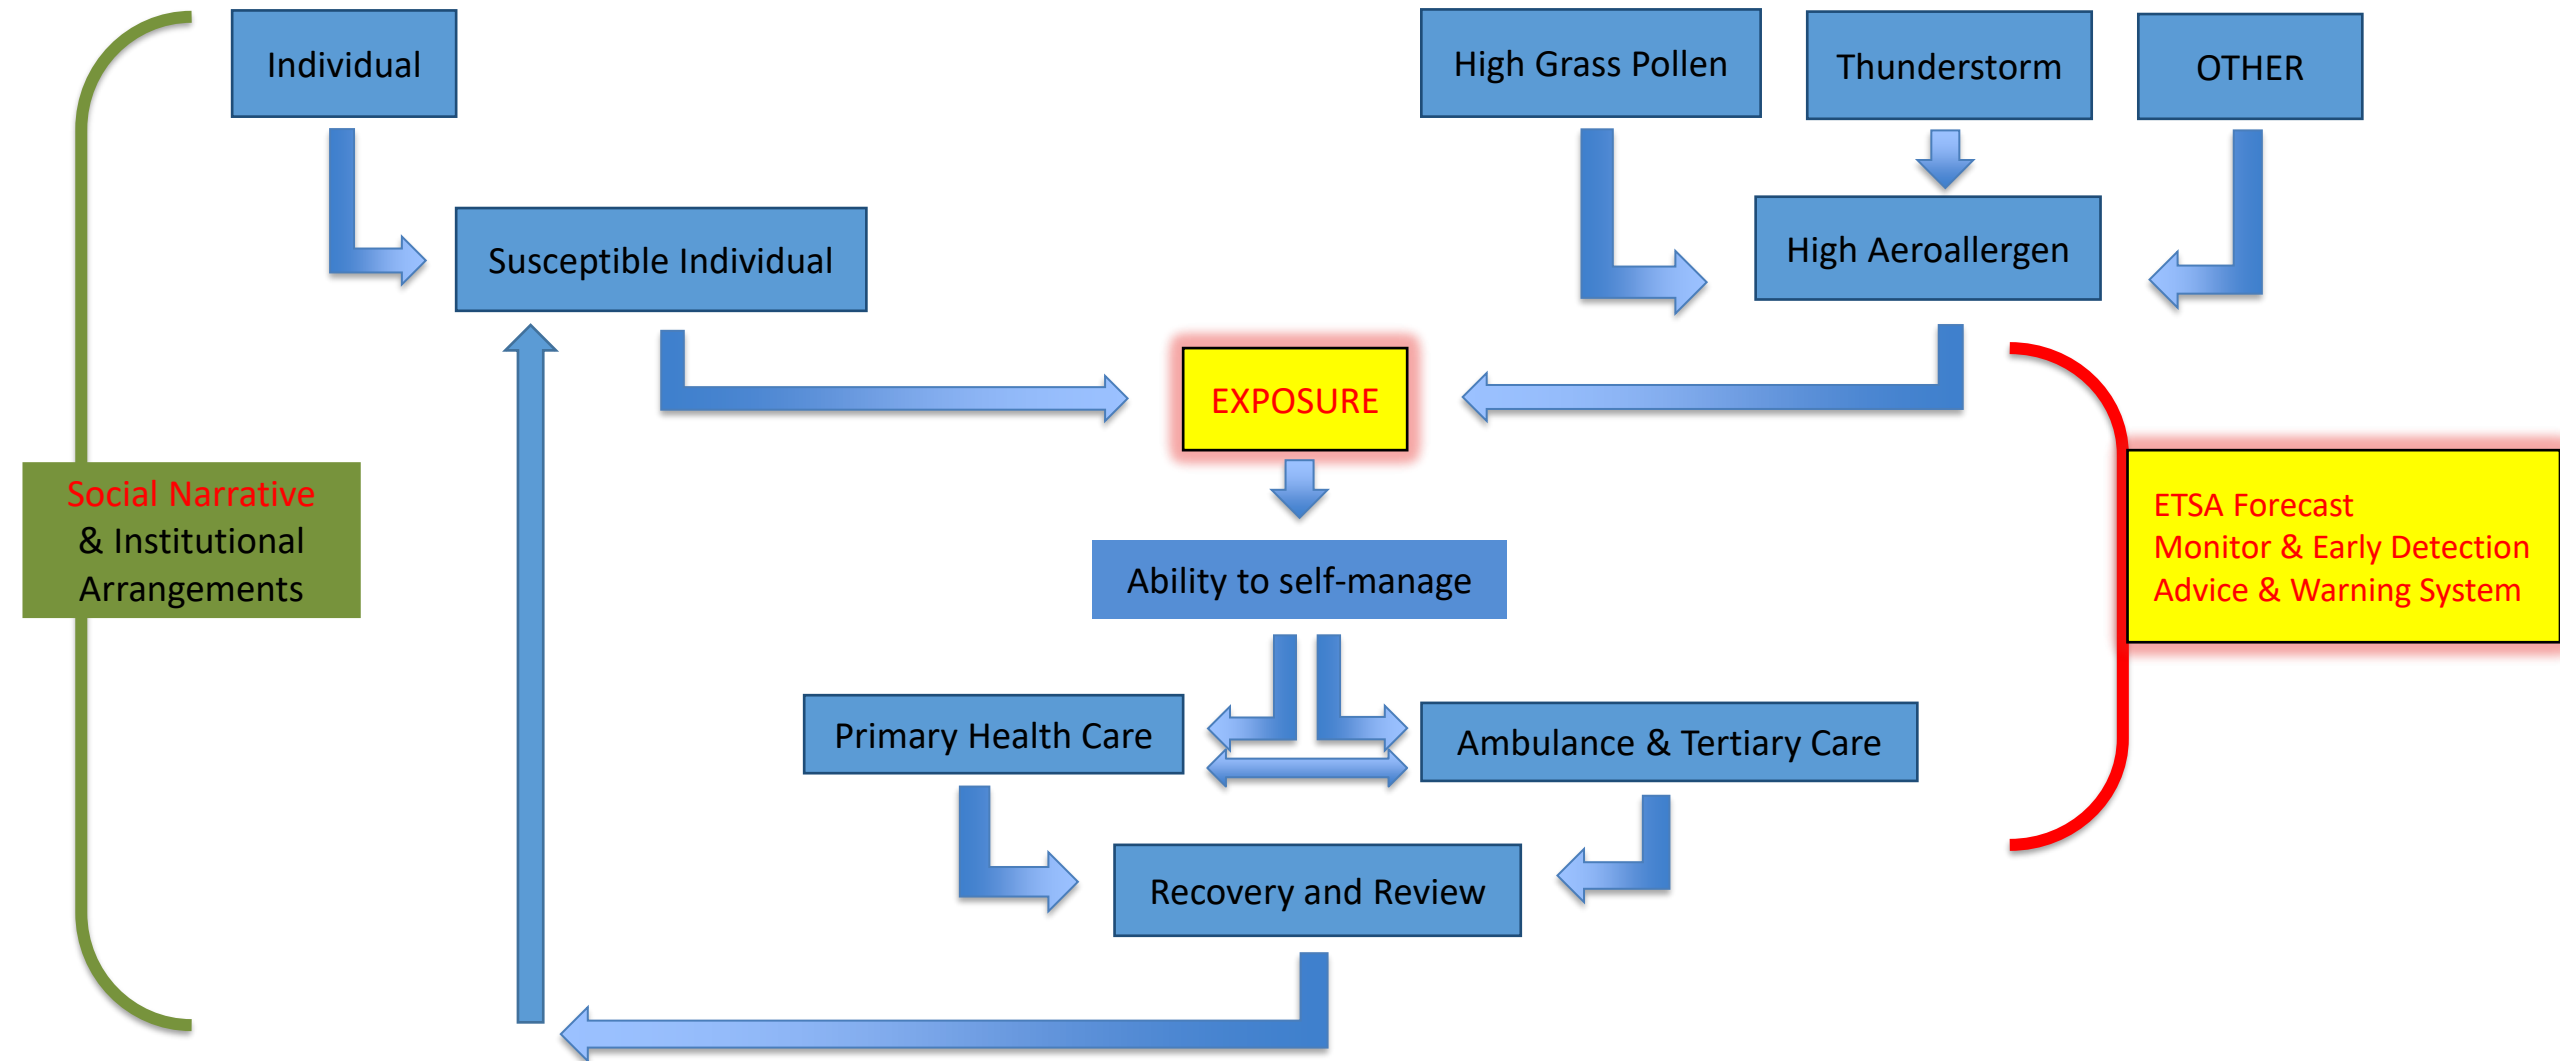 Individual
High Grass Pollen
Thunderstorm
OTHER
Susceptible Individual
High Aeroallergen
EXPOSURE
Social Narrative
& Institutional
Arrangements
ETSA Forecast
Monitor & Early Detection
Advice & Warning System
Ability to self-manage
Primary Health Care
Ambulance & Tertiary Care
Recovery and Review